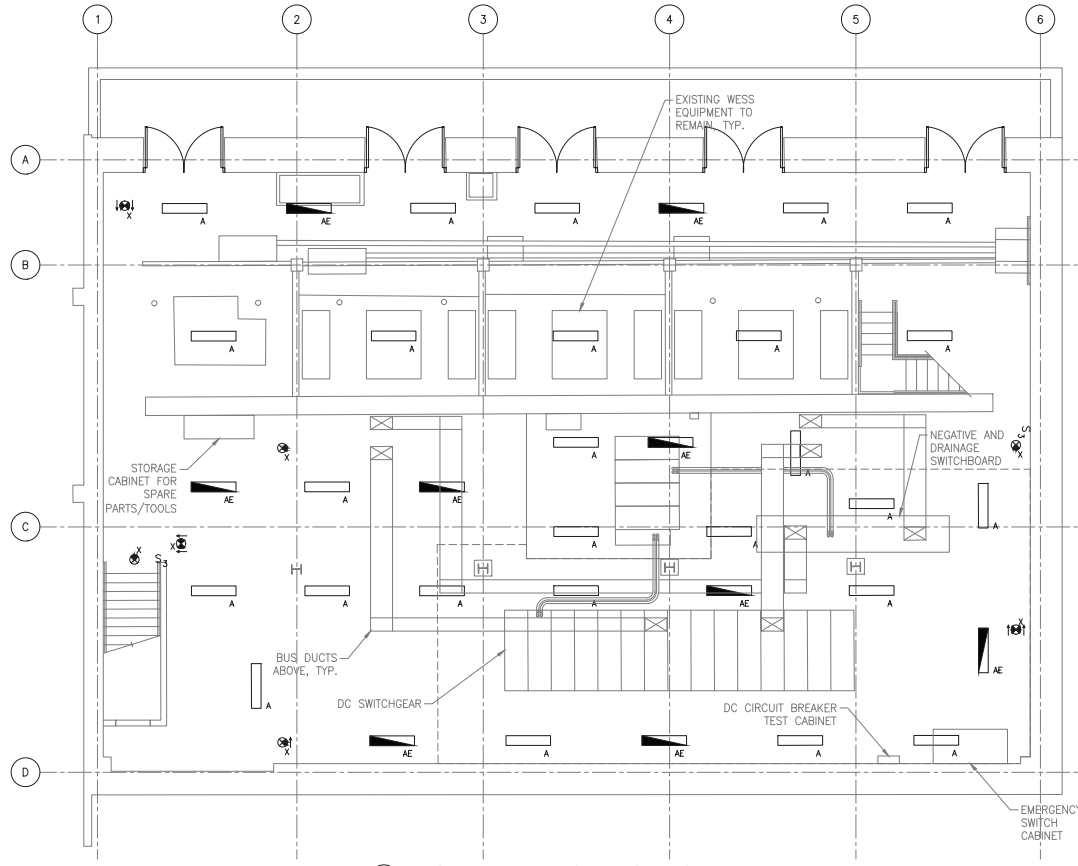 1 2 3 4 5 6
EXISTING WESS
EQUIPMENT TO
REMAIN, TYP.
A
X A AE A A AE A A
B
A A A A A
S3
X
NEGATIVE AND
DRAINAGE
SWITCHBOARD
X
A AE
A
STORAGE
CABINET FOR
SPARE
PARTS/TOOLS
AE A AE
A
A
C
A A
X
X
S3
A A A A AE A
X
AE
BUS DUCTS
ABOVE, TYP.
A
DC SWITCHGEAR
DC CIRCUIT BREAKER
TEST CABINET
X
AE A AE A A
D
EMERGENCY
SWITCH
CABINET